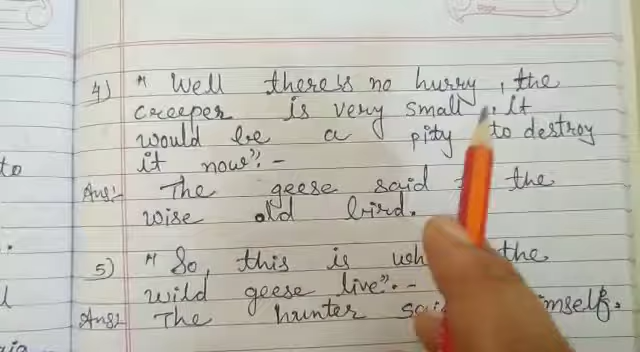 4) "Well there's no hurry, the
creeper is very small. It
would be a pity to destroy
it now". -
Ans: The geese said the
wise old bird.
5) "So, this is the
wild geese live". -
Ans: The hunter
to